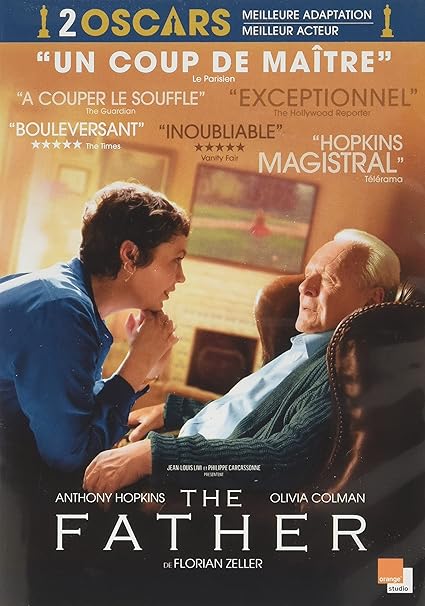 2 OSCARS
MEILLEURE ADAPTATION
MEILLEUR ACTEUR
"UN COUP DE MAÎTRE"
Le Parisien
"A COUPER LE SOUFFLE"
The Guardian
"EXCEPTIONNEL"
The Hollywood Reporter
"BOULEVERSANT"
★★★★★ The Times
"INOUBLIABLE"
★★★★★
Vanity Fair
"HOPKINS
MAGISTRAL"
Télérama
JEAN-LOUIS LIVI ET PHILIPPE CARCASSONNE
PRÉSENTENT
ANTHONY HOPKINS
OLIVIA COLMAN
THE
FATHER
DE FLORIAN ZELLER
orange
studio